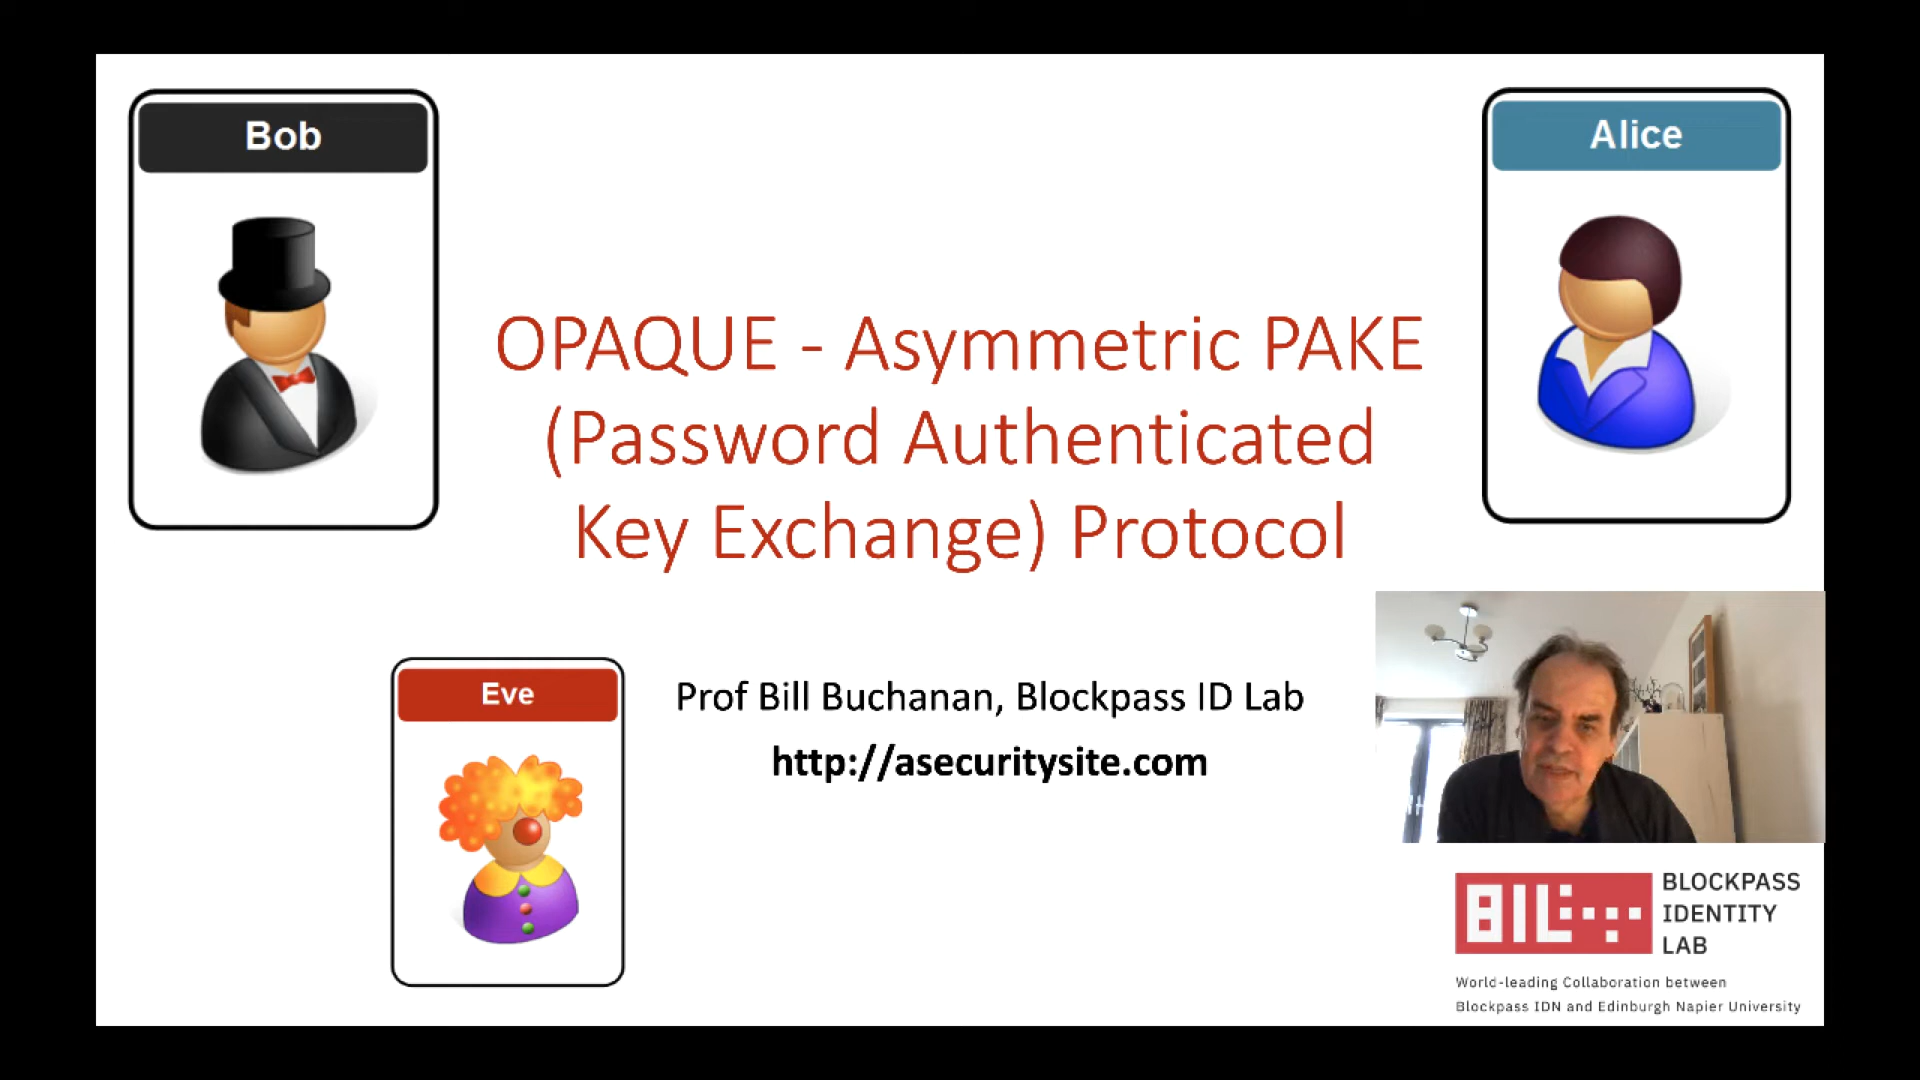 Bob
Alice
OPAQUE - Asymmetric PAKE
(Password Authenticated
Key Exchange) Protocol
Eve
Prof Bill Buchanan, Blockpass ID Lab
http://asecuritysite.com
BIL
BLOCKPASS
IDENTITY
LAB
World-leading Collaboration between
Blockpass IDN and Edinburgh Napier University